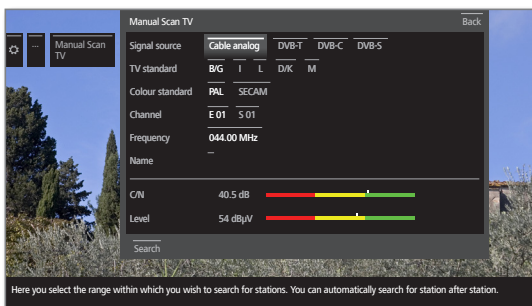 Manual Scan TV Back
... Manual Scan TV
Signal source Cable analog DVB-T DVB-C DVB-S
TV standard B/G I L D/K M
Colour standard PAL SECAM
Channel E 01 S 01
Frequency 044.00 MHz
Name –
C/N 40.5 dB
Level 54 dBµV
Search
Here you select the range within which you wish to search for stations. You can automatically search for station after station.